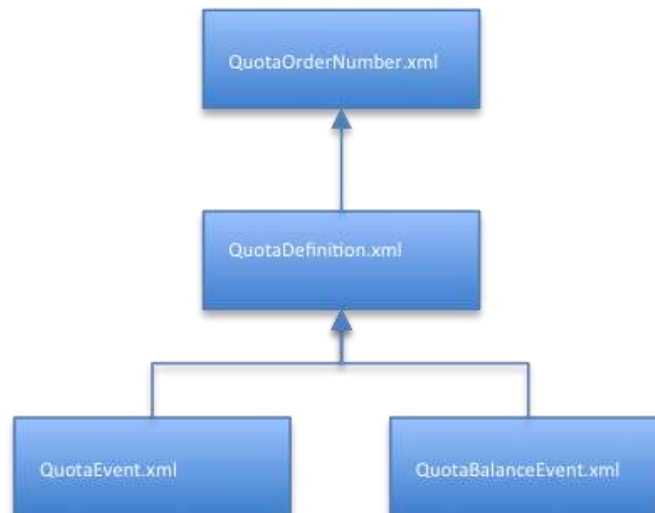 QuotaOrderNumber.xml
QuotaDefinition.xml
QuotaEvent.xml
QuotaBalanceEvent.xml